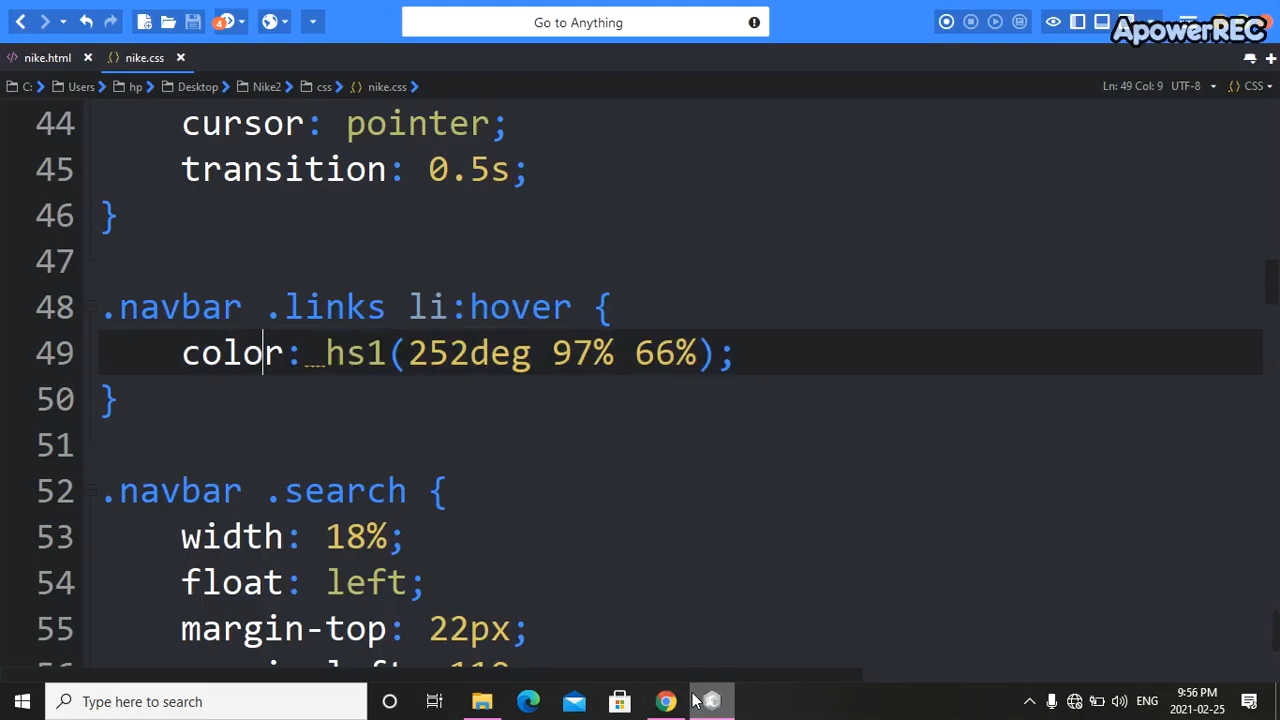 4
Go to Anything
ApowerREC
nike.html
nike.css
C: Users hp Desktop Nike2 css nike.css
Ln: 49 Col: 9 UTF-8 CSS
44 cursor: pointer;
45 transition: 0.5s;
46 }
47
48 .navbar .links li:hover {
49 color: hs1(252deg 97% 66%);
50 }
51
52 .navbar .search {
53 width: 18%;
54 float: left;
55 margin-top: 22px;
Type here to search
ENG
9:56 PM
2021-02-25